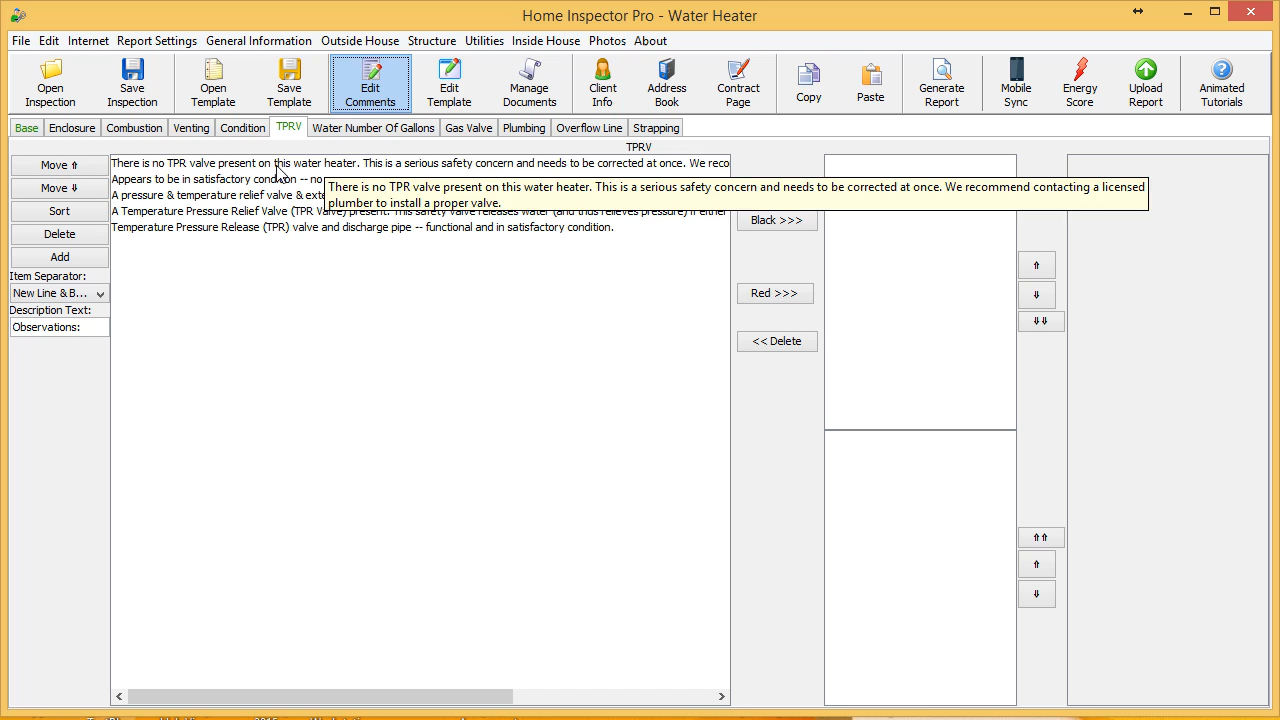 Home Inspector Pro - Water Heater
File Edit Internet Report Settings General Information Outside House Structure Utilities Inside House Photos About
Open Inspection
Save Inspection
Open Template
Save Template
Edit Comments
Edit Template
Manage Documents
Client Info
Address Book
Contract Page
Copy
Paste
Generate Report
Mobile Sync
Energy Score
Upload Report
Animated Tutorials
Base Enclosure Combustion Venting Condition TPRV Water Number Of Gallons Gas Valve Plumbing Overflow Line Strapping
TPRV
Move ⇑
Move ⇓
Sort
Delete
Add
Item Separator:
New Line & B...
Description Text:
Observations:
There is no TPR valve present on this water heater. This is a serious safety concern and needs to be corrected at once. We reco
Appears to be in satisfactory condition -- no
A pressure & temperature relief valve & exte
A Temperature Pressure Relief Valve (TPR Valve) present. This safety valve releases water (and thus relieves pressure) if either
Temperature Pressure Release (TPR) valve and discharge pipe -- functional and in satisfactory condition.
There is no TPR valve present on this water heater. This is a serious safety concern and needs to be corrected at once. We recommend contacting a licensed
plumber to install a proper valve.
Black >>>
Red >>>
<< Delete
⇑
⇓
⇓⇓
⇑⇑
⇑
⇓